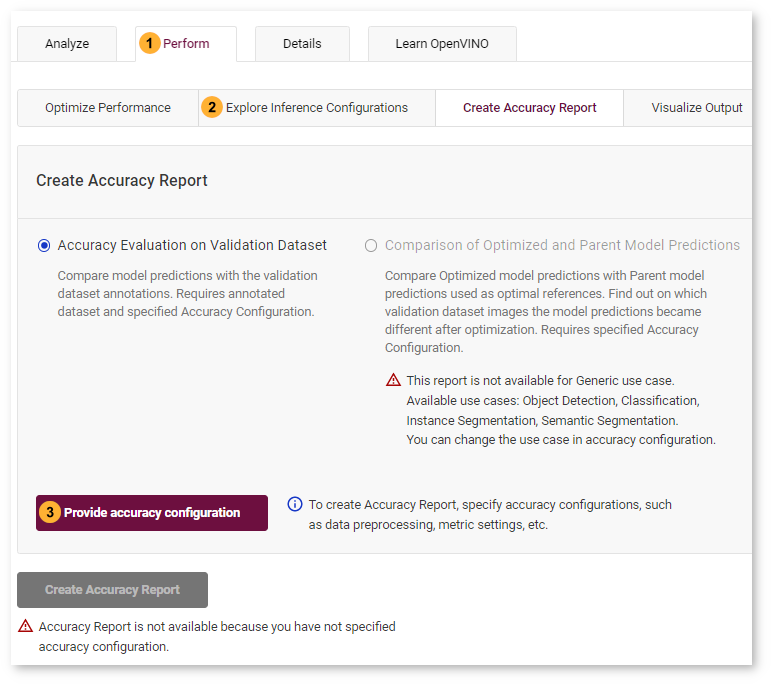 Analyze
1 Perform
Details
Learn OpenVINO
Optimize Performance
2 Explore Inference Configurations
Create Accuracy Report
Visualize Output
Create Accuracy Report
Accuracy Evaluation on Validation Dataset
Compare model predictions with the validation
dataset annotations. Requires annotated
dataset and specified Accuracy Configuration.
Comparison of Optimized and Parent Model Predictions
Compare Optimized model predictions with Parent model
predictions used as optimal references. Find out on which
validation dataset images the model predictions became
different after optimization. Requires specified Accuracy
Configuration.
This report is not available for Generic use case.
Available use cases: Object Detection, Classification,
Instance Segmentation, Semantic Segmentation.
You can change the use case in accuracy configuration.
3 Provide accuracy configuration
To create Accuracy Report, specify accuracy configurations, such
as data preprocessing, metric settings, etc.
Create Accuracy Report
Accuracy Report is not available because you have not specified
accuracy configuration.